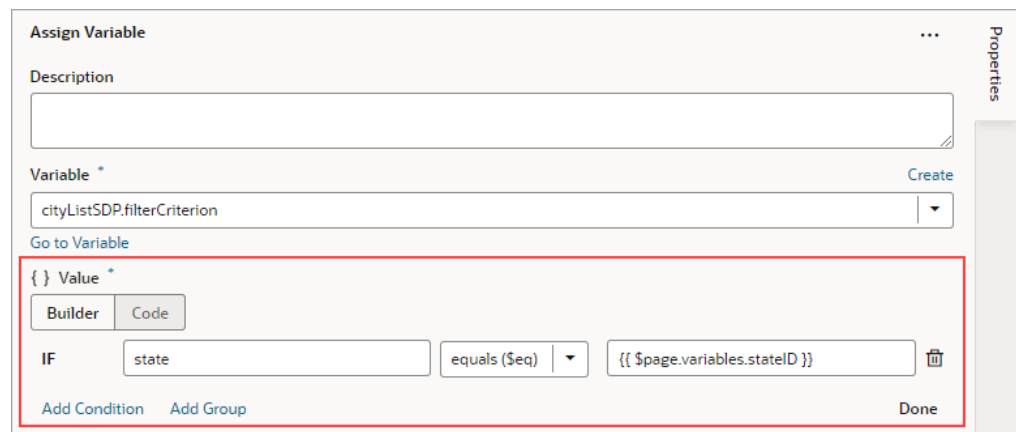 Assign Variable
...
Properties
Description
Variable *
Create
cityListSDP.filterCriterion
Go to Variable
{ } Value *
Builder
Code
IF
state
equals ($eq)
{{ $page.variables.stateID }}
Add Condition
Add Group
Done